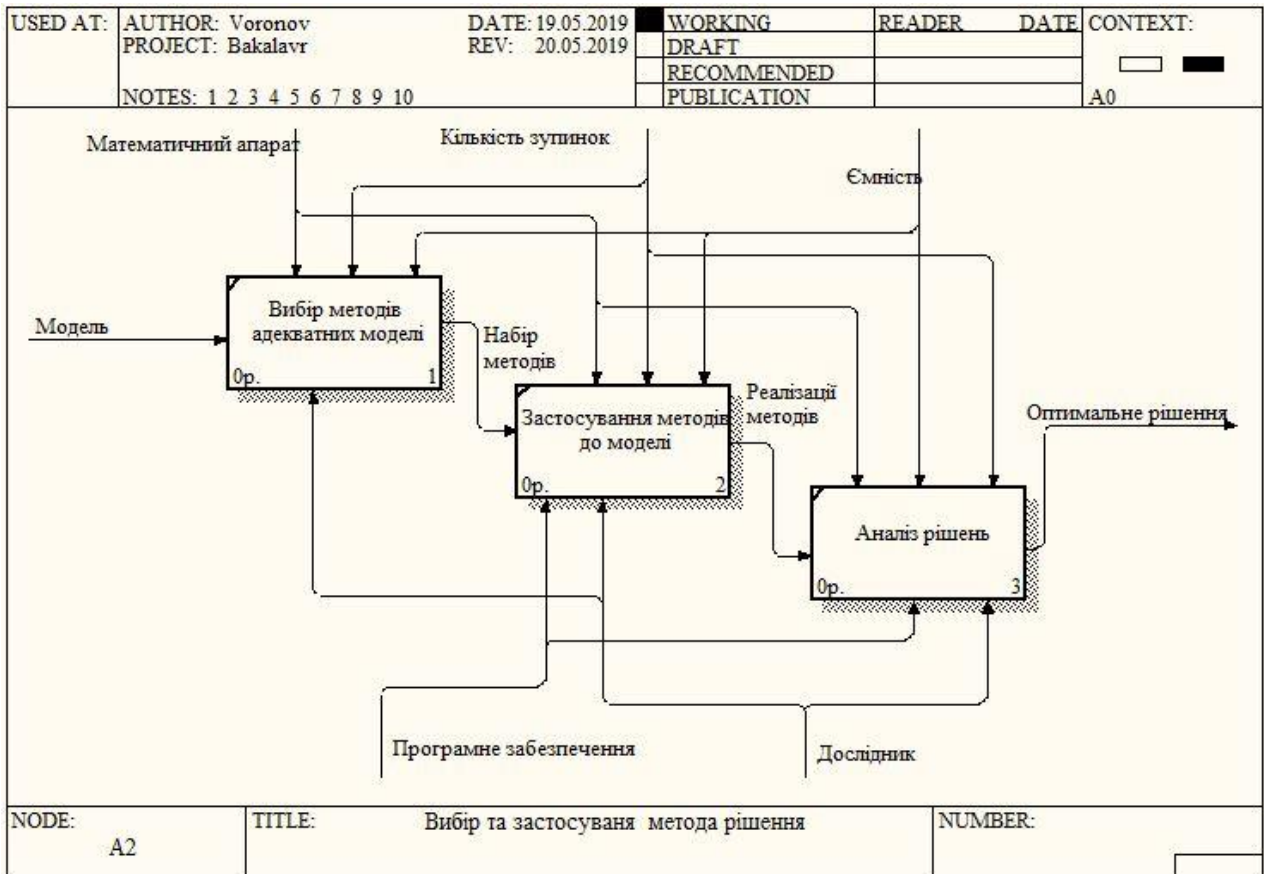 USED AT:
AUTHOR: Voronov
DATE: 19.05.2019
PROJECT: Bakalavr
REV: 20.05.2019
NOTES: 1 2 3 4 5 6 7 8 9 10
WORKING
DRAFT
RECOMMENDED
PUBLICATION
READER
DATE
CONTEXT:
A0
Математичний апарат
Кількість зупинок
Ємність
Модель
Вибір методів
адекватних моделі
0р.
1
Набір
методів
Застосування методів
до моделі
0р.
2
Реалізації
методів
Аналіз рішень
0р.
3
Оптимальне рішення
Програмне забезпечення
Дослідник
NODE:
A2
TITLE:
Вибір та застосуваня метода рішення
NUMBER: